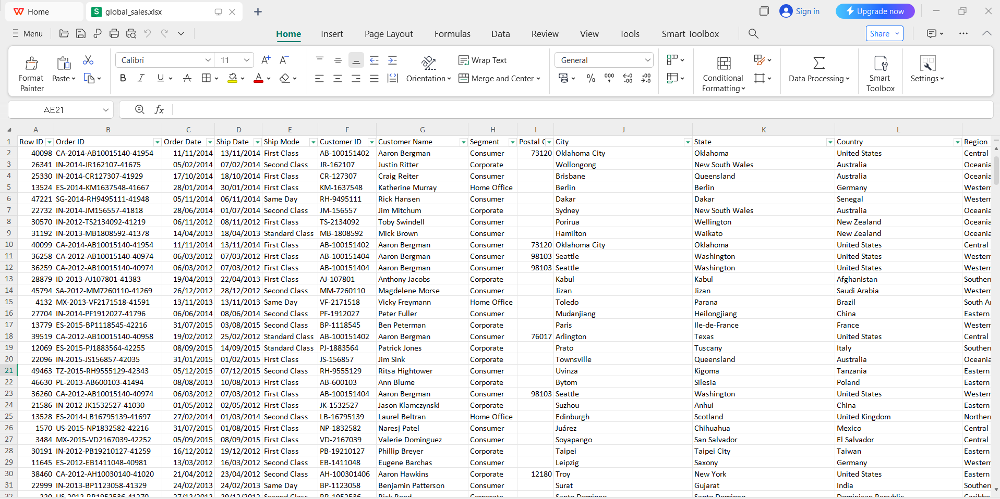 Home
global_sales.xlsx
Sign in
Upgrade now
Menu
Home Insert Page Layout Formulas Data Review View Tools Smart Toolbox
Share
Format Painter
Paste
Calibri 11
Wrap Text
Orientation
Merge and Center
General
Conditional Formatting
Data Processing
Smart Toolbox
Settings
AE21
fx
A B C D E F G H I J K L
1 Row ID Order ID Order Date Ship Date Ship Mode Customer ID Customer Name Segment Postal C City State Country Region
2 40098 CA-2014-AB10015140-41954 11/11/2014 13/11/2014 First Class AB-100151402 Aaron Bergman Consumer 73120 Oklahoma City Oklahoma United States Central
3 26341 IN-2014-JR162107-41675 05/02/2014 07/02/2014 Second Class JR-162107 Justin Ritter Corporate Wollongong New South Wales Australia Oceania
4 25330 IN-2014-CR127307-41929 17/10/2014 18/10/2014 First Class CR-127307 Craig Reiter Consumer Brisbane Queensland Australia Oceania
5 13524 ES-2014-KM1637548-41667 28/01/2014 30/01/2014 First Class KM-1637548 Katherine Murray Home Office Berlin Berlin Germany Western
6 47221 SG-2014-RH9495111-41948 05/11/2014 06/11/2014 Same Day RH-9495111 Rick Hansen Consumer Dakar Dakar Senegal Western
7 22732 IN-2014-JM156557-41818 28/06/2014 01/07/2014 Second Class JM-156557 Jim Mitchum Corporate Sydney New South Wales Australia Oceania
8 30570 IN-2012-TS2134092-41219 06/11/2012 08/11/2012 First Class TS-2134092 Toby Swindell Consumer Porirua Wellington New Zealand Oceania
9 31192 IN-2013-MB1808592-41378 14/04/2013 18/04/2013 Standard Class MB-1808592 Mick Brown Consumer Hamilton Waikato New Zealand Oceania
10 40099 CA-2014-AB10015140-41954 11/11/2014 13/11/2014 First Class AB-100151402 Aaron Bergman Consumer 73120 Oklahoma City Oklahoma United States Central
11 36258 CA-2012-AB10015140-40974 06/03/2012 07/03/2012 First Class AB-100151404 Aaron Bergman Consumer 98103 Seattle Washington United States Western
12 36259 CA-2012-AB10015140-40974 06/03/2012 07/03/2012 First Class AB-100151404 Aaron Bergman Consumer 98103 Seattle Washington United States Western
13 28879 ID-2013-AJ107801-41383 19/04/2013 22/04/2013 First Class AJ-107801 Anthony Jacobs Corporate Kabul Kabul Afghanistan Southern
14 45794 SA-2012-MM7260110-41269 26/12/2012 28/12/2012 Second Class MM-7260110 Magdelene Morse Consumer Jizan Jizan Saudi Arabia Western
15 4132 MX-2013-VF2171518-41591 13/11/2013 13/11/2013 Same Day VF-2171518 Vicky Freymann Home Office Toledo Parana Brazil South A
16 27704 IN-2014-PF1912027-41796 06/06/2014 08/06/2014 Second Class PF-1912027 Peter Fuller Consumer Mudanjiang Heilongjiang China Eastern
17 13779 ES-2015-BP1118545-42216 31/07/2015 03/08/2015 Second Class BP-1118545 Ben Peterman Corporate Paris Ile-de-France France Western
18 39519 CA-2012-AB10015140-40958 19/02/2012 25/02/2012 Standard Class AB-100151402 Aaron Bergman Consumer 76017 Arlington Texas United States Central
19 12069 ES-2015-PJ1883564-42255 08/09/2015 14/09/2015 Standard Class PJ-1883564 Patrick Jones Corporate Prato Tuscany Italy Southern
20 22096 IN-2015-JS156857-42035 31/01/2015 01/02/2015 First Class JS-156857 Jim Sink Corporate Townsville Queensland Australia Oceania
21 49463 TZ-2015-RH9555129-42343 05/12/2015 07/12/2015 Second Class RH-9555129 Ritsa Hightower Consumer Uvinza Kigoma Tanzania Eastern
22 46630 PL-2013-AB600103-41494 08/08/2013 10/08/2013 First Class AB-600103 Ann Blume Corporate Bytom Silesia Poland Eastern
23 36260 CA-2012-AB10015140-40974 06/03/2012 07/03/2012 First Class AB-100151404 Aaron Bergman Consumer 98103 Seattle Washington United States Western
24 21586 IN-2012-JK1532527-41030 01/05/2012 02/05/2012 First Class JK-1532527 Jason Klamczynski Corporate Suzhou Anhui China Eastern
25 13528 ES-2014-LB16795139-41697 27/02/2014 01/03/2014 Second Class LB-16795139 Laurel Beltran Home Office Edinburgh Scotland United Kingdom Northern
26 1570 US-2015-NP1832582-42216 31/07/2015 01/08/2015 First Class NP-1832582 Naresj Patel Consumer Juárez Chihuahua Mexico Central
27 3484 MX-2015-VD2167039-42252 05/09/2015 08/09/2015 First Class VD-2167039 Valerie Dominguez Consumer Soyapango San Salvador El Salvador Central
28 30191 IN-2012-PB19210127-41259 16/12/2012 19/12/2012 First Class PB-19210127 Phillip Breyer Corporate Taipei Taipei City Taiwan Eastern
29 11645 ES-2012-EB1411048-40981 13/03/2012 16/03/2012 Second Class EB-1411048 Eugene Barchas Consumer Leipzig Saxony Germany Western
30 38460 CA-2012-AH10030140-41020 21/04/2012 23/04/2012 Second Class AH-100301406 Aaron Hawkins Corporate 12180 Troy New York United States Eastern
31 22999 IN-2013-BP1123058-41329 24/02/2013 24/02/2013 Same Day BP-1123058 Benjamin Patterson Consumer Surat Gujarat India Southern